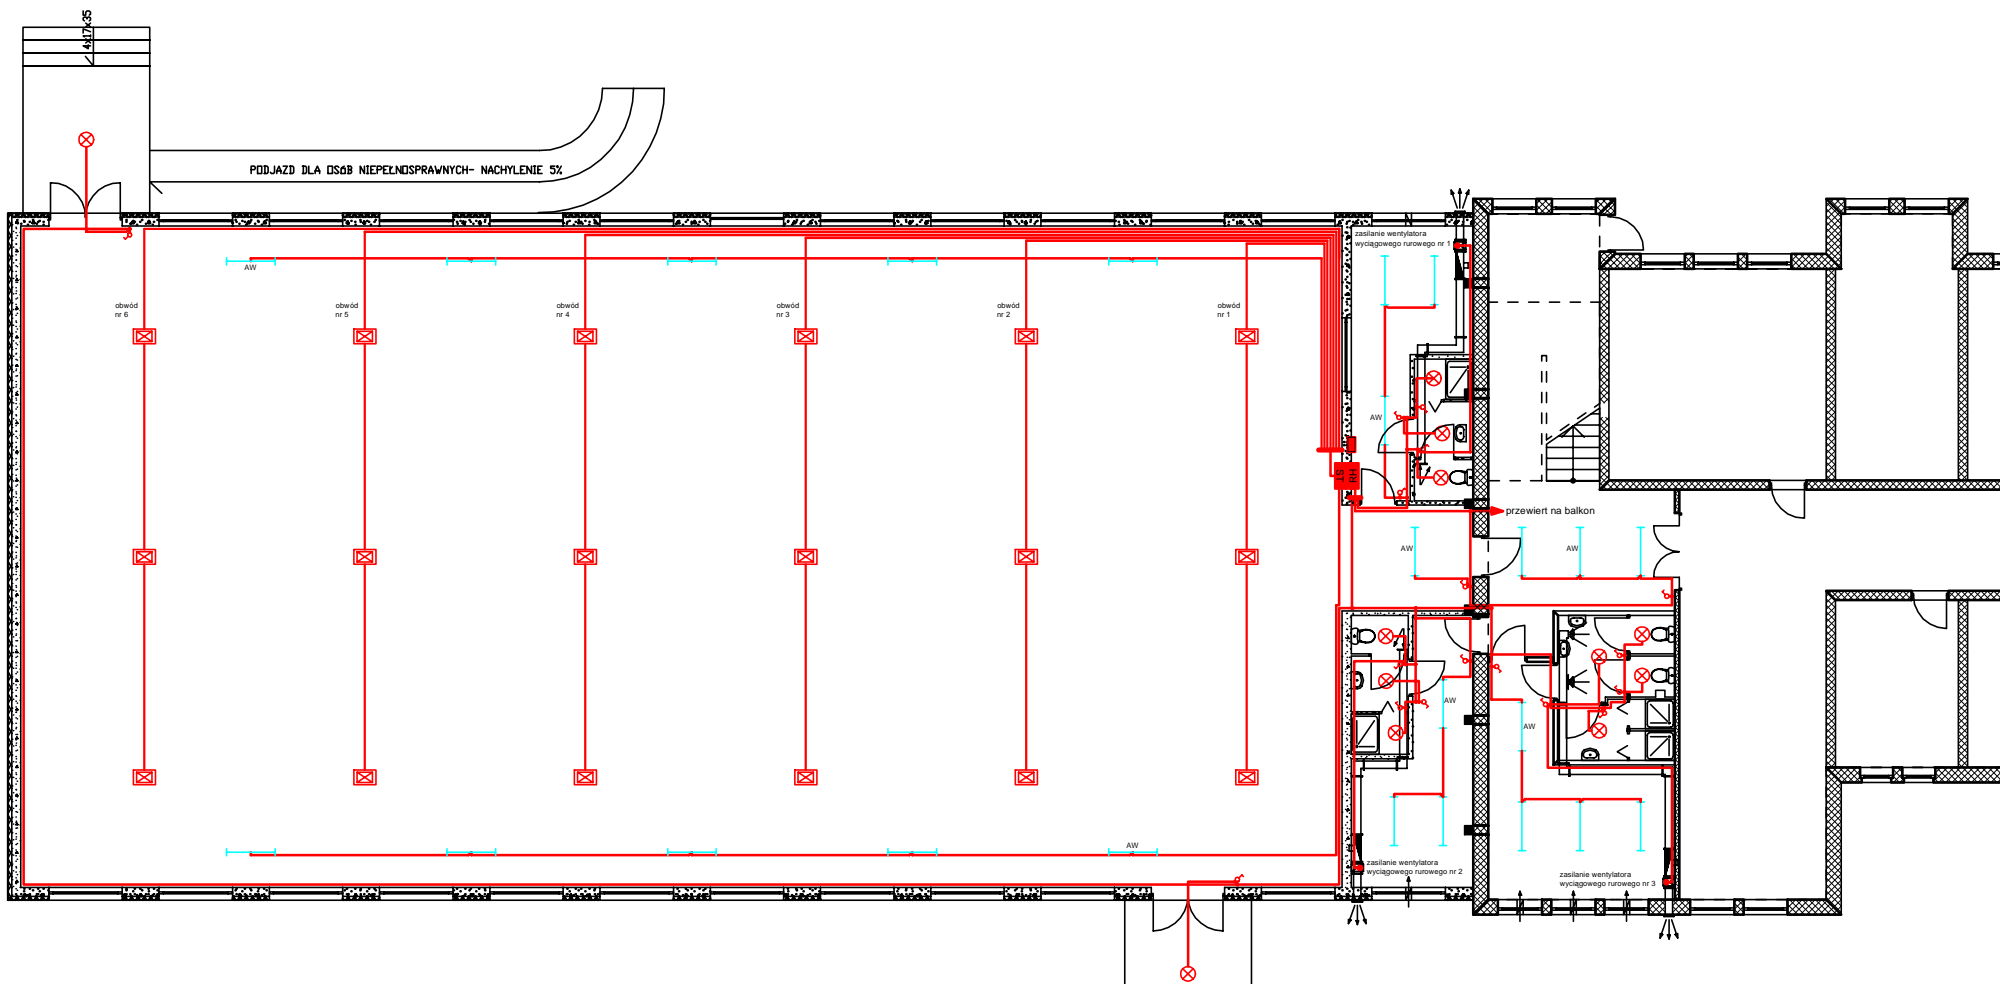 4x17x35
PODJAZD DLA OSÓB NIEPEŁNOSPRAWNYCH- NACHYLENIE 5%
zasilanie wentylatora
wyciągowego rurowego nr 1
AW
obwód
nr 6
obwód
nr 5
obwód
nr 4
obwód
nr 3
obwód
nr 2
obwód
nr 1
AW
przewiert na balkon
AW
AW
AW
AW
AW
zasilanie wentylatora
wyciągowego rurowego nr 2
zasilanie wentylatora
wyciągowego rurowego nr 3